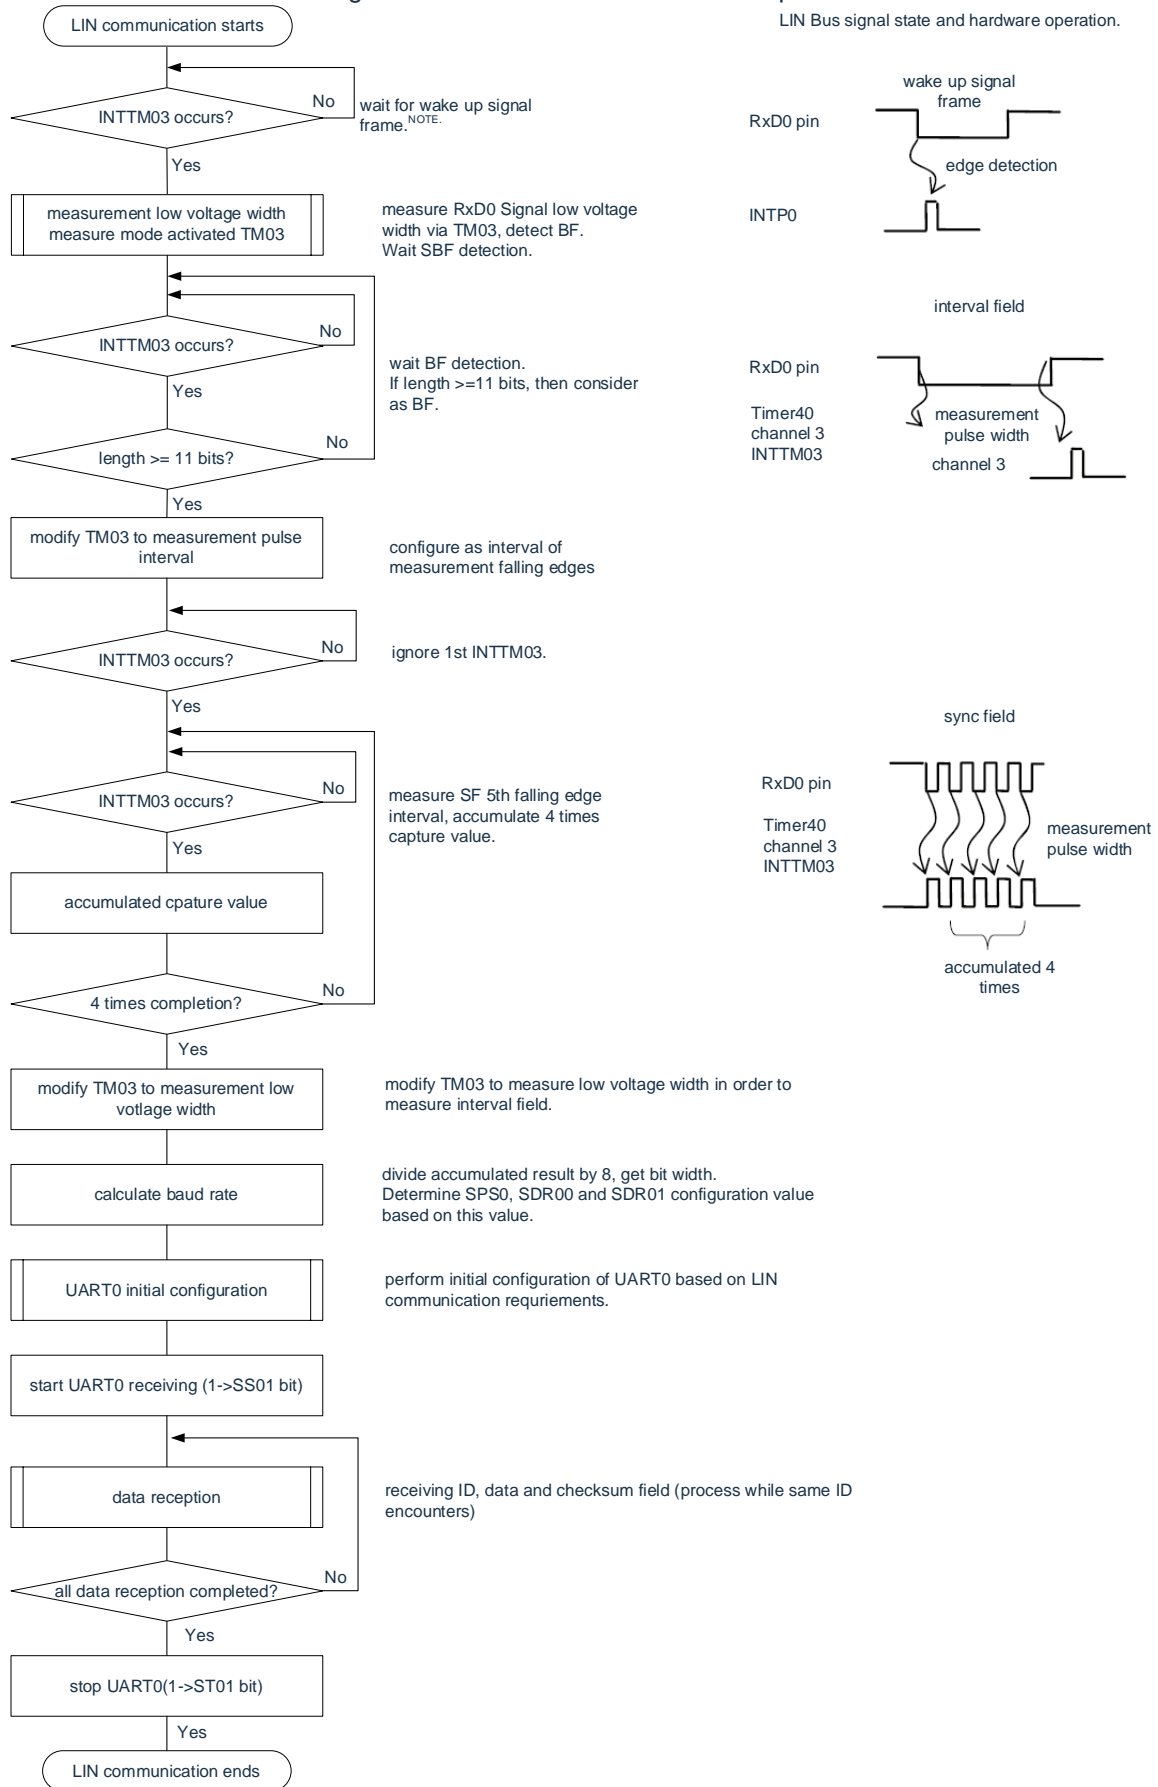 LIN communication starts
LIN Bus signal state and hardware operation.
INTTM03 occurs?
No
wait for wake up signal
frame.NOTE.
Yes
wake up signal
frame
RxD0 pin
edge detection
INTP0
measurement low voltage width
measure mode activated TM03
measure RxD0 Signal low voltage
width via TM03, detect BF.
Wait SBF detection.
INTTM03 occurs?
No
Yes
wait BF detection.
If length >=11 bits, then consider
as BF.
length >= 11 bits?
No
Yes
interval field
RxD0 pin
Timer40
channel 3
INTTM03
measurement
pulse width
channel 3
modify TM03 to measurement pulse
interval
configure as interval of
measurement falling edges
INTTM03 occurs?
No
ignore 1st INTTM03.
Yes
INTTM03 occurs?
No
Yes
measure SF 5th falling edge
interval, accumulate 4 times
capture value.
sync field
RxD0 pin
Timer40
channel 3
INTTM03
measurement
pulse width
accumulated 4
times
accumulated cpature value
4 times completion?
No
Yes
modify TM03 to measurement low
votlage width
modify TM03 to measure low voltage width in order to
measure interval field.
calculate baud rate
divide accumulated result by 8, get bit width.
Determine SPS0, SDR00 and SDR01 configuration value
based on this value.
UART0 initial configuration
perform initial configuration of UART0 based on LIN
communication requriements.
start UART0 receiving (1->SS01 bit)
data reception
receiving ID, data and checksum field (process while same ID
encounters)
all data reception completed?
No
Yes
stop UART0(1->ST01 bit)
Yes
LIN communication ends